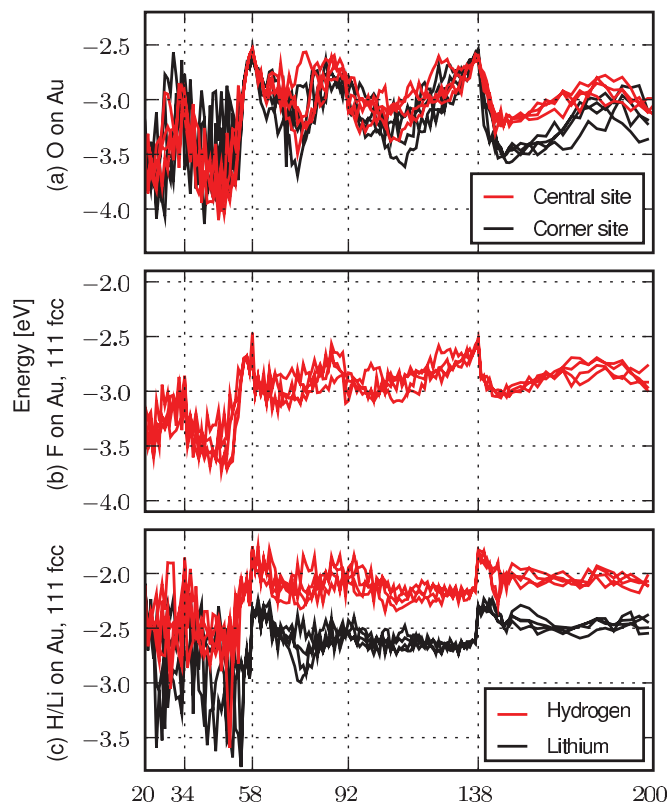 −2.5
−3.0
−3.5
−4.0
(a) O on Au
Central site
Corner site
−2.0
−2.5
−3.0
−3.5
−4.0
Energy [eV]
(b) F on Au, 111 fcc
−2.0
−2.5
−3.0
−3.5
(c) H/Li on Au, 111 fcc
Hydrogen
Lithium
20 34 58 92 138 200